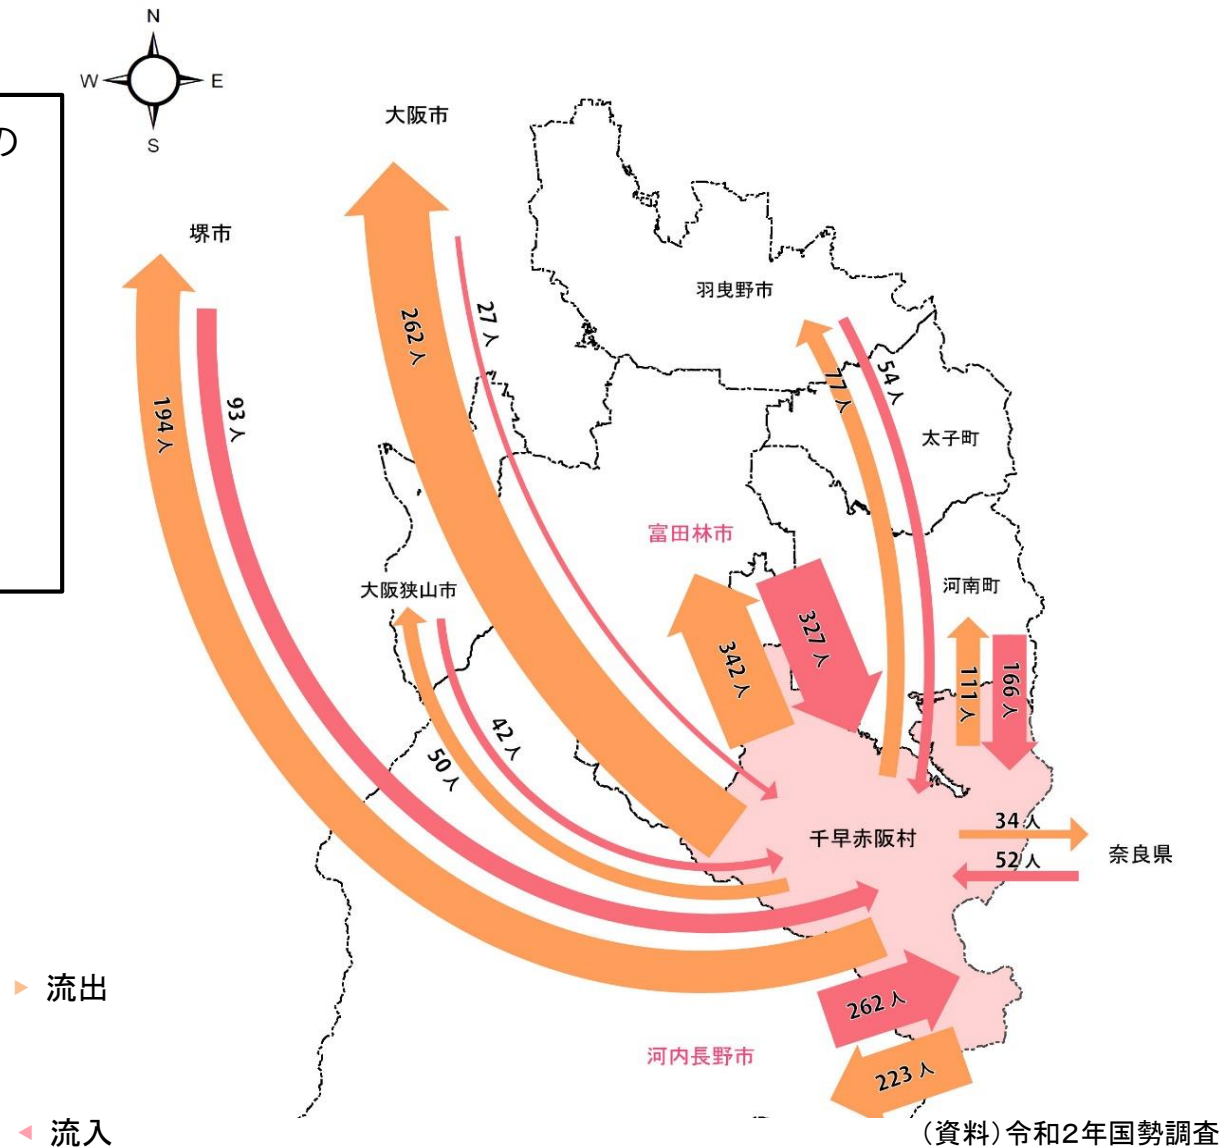 N
W
E
S
の
大阪市
堺市
羽曳野市
262人
27人
194人
93人
77人
54人
太子町
富田林市
大阪狭山市
河南町
342人
327人
111人
166人
42人
50人
千早赤阪村
34人
52人
奈良県
流出
262人
河内長野市
223人
流入
(資料)令和2年国勢調査